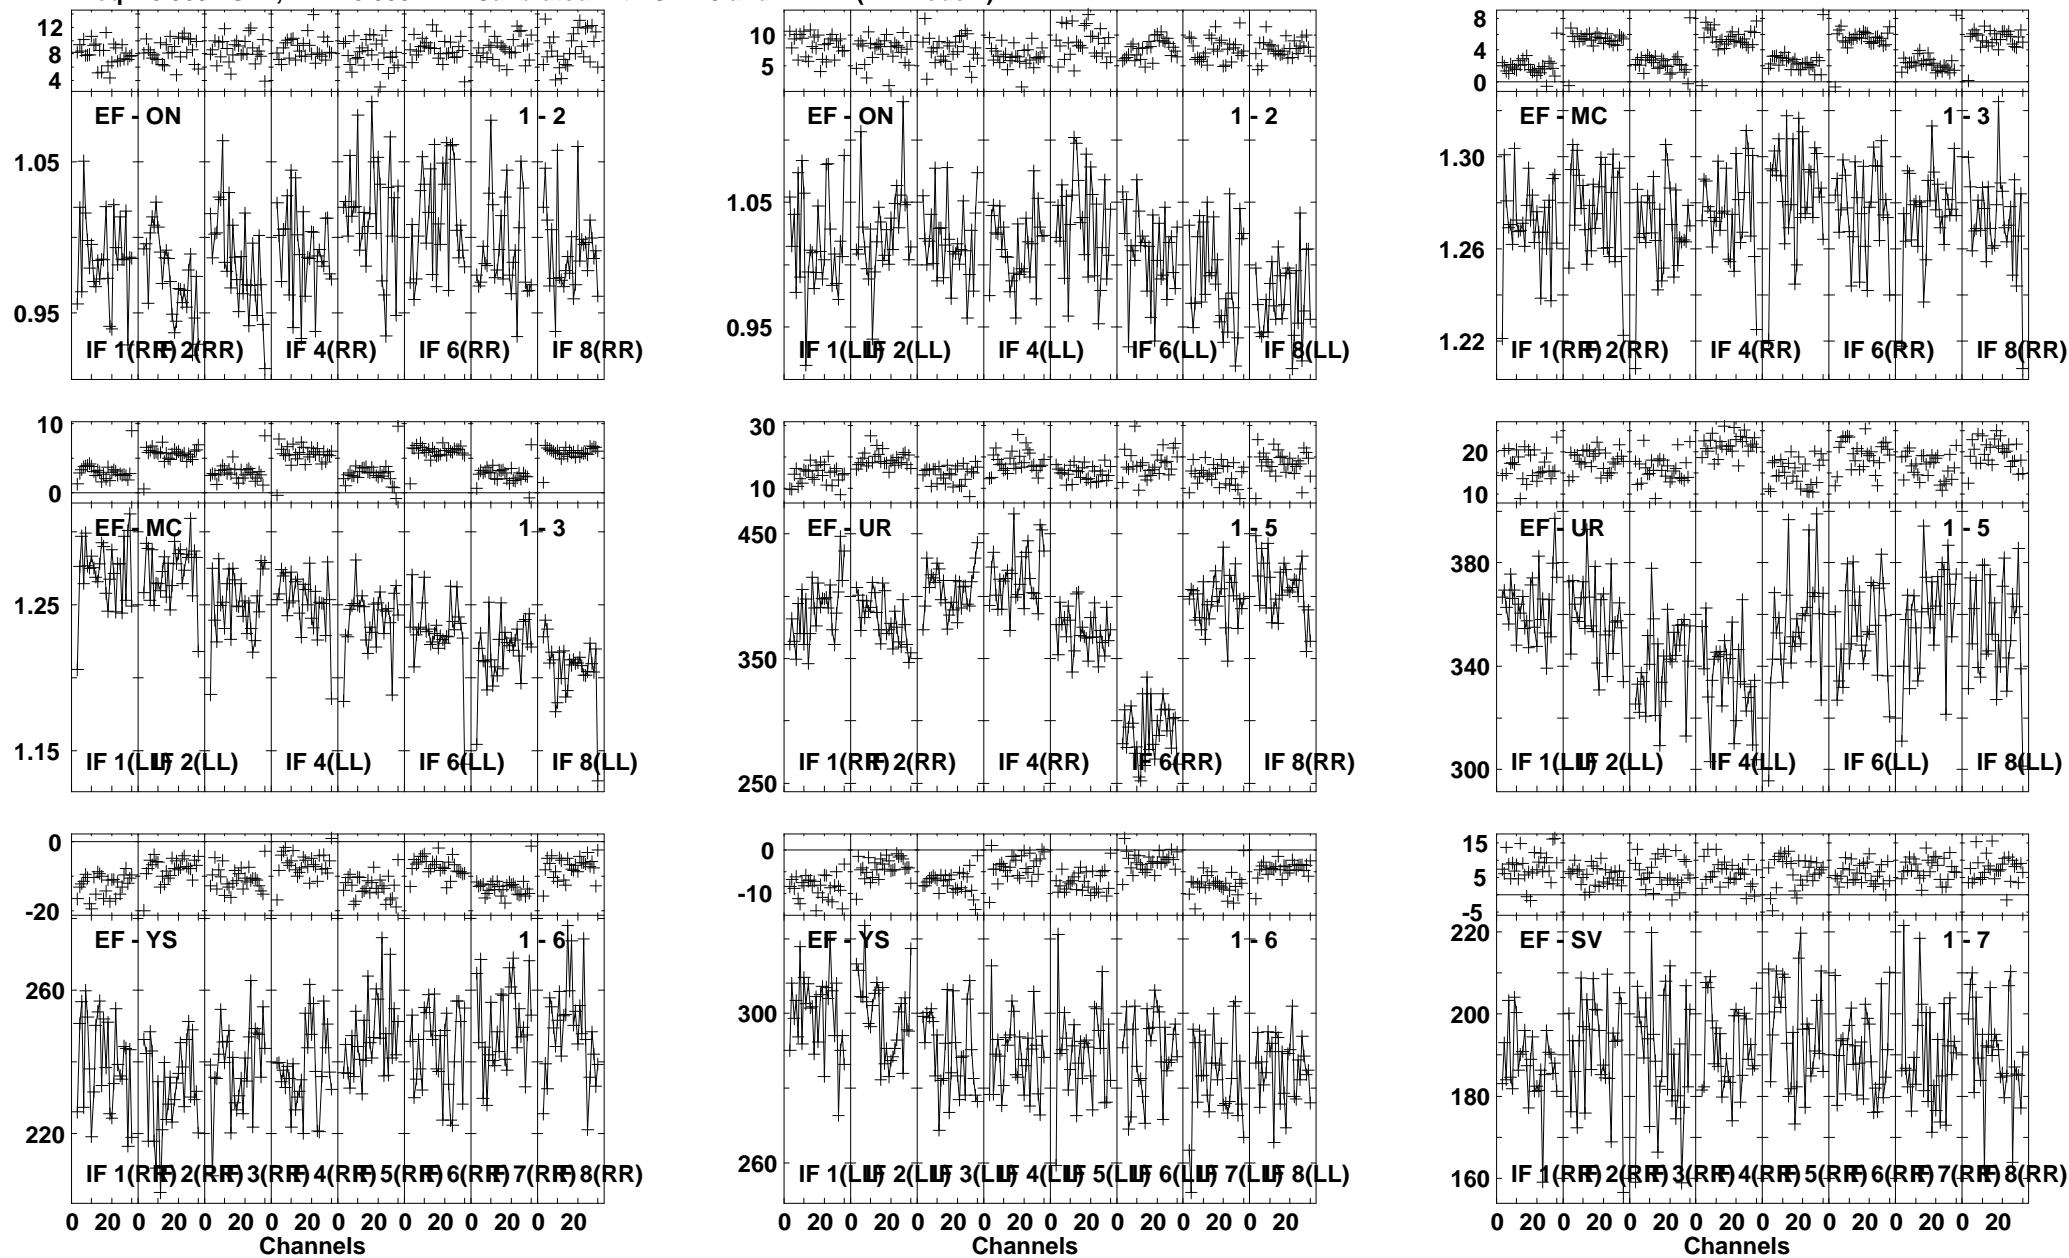 12
8
4
EF - ON
1 - 2
1.05
0.95
IF 1(RR)
IF 2(RR)
IF 4(RR)
IF 6(RR)
IF 8(RR)
10
5
EF - ON
1 - 2
1.05
0.95
IF 1(LL)
IF 2(LL)
IF 4(LL)
IF 6(LL)
IF 8(LL)
8
4
0
EF - MC
1 - 3
1.30
1.26
1.22
IF 1(RR)
IF 2(RR)
IF 4(RR)
IF 6(RR)
IF 8(RR)
10
0
EF - MC
1 - 3
1.25
1.15
IF 1(LL)
IF 2(LL)
IF 4(LL)
IF 6(LL)
IF 8(LL)
30
10
EF - UR
1 - 5
450
350
250
IF 1(RR)
IF 2(RR)
IF 4(RR)
IF 6(RR)
IF 8(RR)
20
10
EF - UR
1 - 5
380
340
300
IF 1(LL)
IF 2(LL)
IF 4(LL)
IF 6(LL)
IF 8(LL)
0
-20
EF - YS
1 - 6
260
220
IF 1(RR)
IF 2(RR)
IF 3(RR)
IF 4(RR)
IF 5(RR)
IF 6(RR)
IF 7(RR)
IF 8(RR)
0 20 0 20 0 20 0 20 0 20 0 20 0 20 0 20
Channels
0
-10
EF - YS
1 - 6
300
260
IF 1(LL)
IF 2(LL)
IF 3(LL)
IF 4(LL)
IF 5(LL)
IF 6(LL)
IF 7(LL)
IF 8(LL)
0 20 0 20 0 20 0 20 0 20 0 20 0 20 0 20
Channels
15
5
-5
EF - SV
1 - 7
220
200
180
160
IF 1(RR)
IF 2(RR)
IF 3(RR)
IF 4(RR)
IF 5(RR)
IF 6(RR)
IF 7(RR)
IF 8(RR)
0 20 0 20 0 20 0 20 0 20 0 20 0 20 0 20
Channels